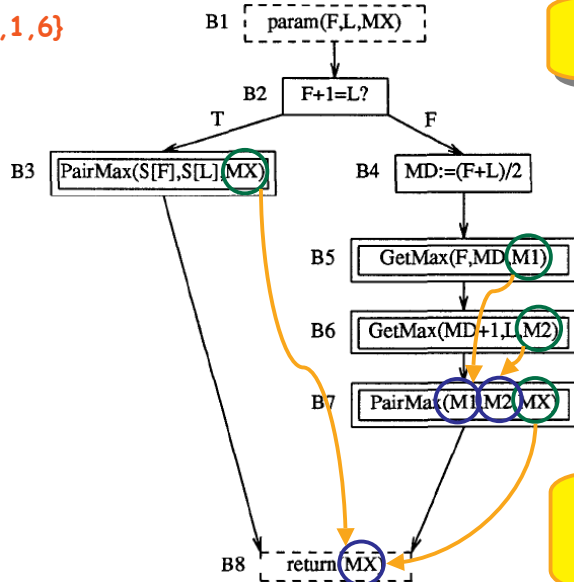 ,1,6}
B1 param(F,L,MX)
B2 F+1=L?
T F
B3 PairMax(S[F],S[L],MX)
B4 MD:=(F+L)/2
B5 GetMax(F,MD,M1)
B6 GetMax(MD+1,L,M2)
B7 PairMax(M1,M2,MX)
B8 return(MX)